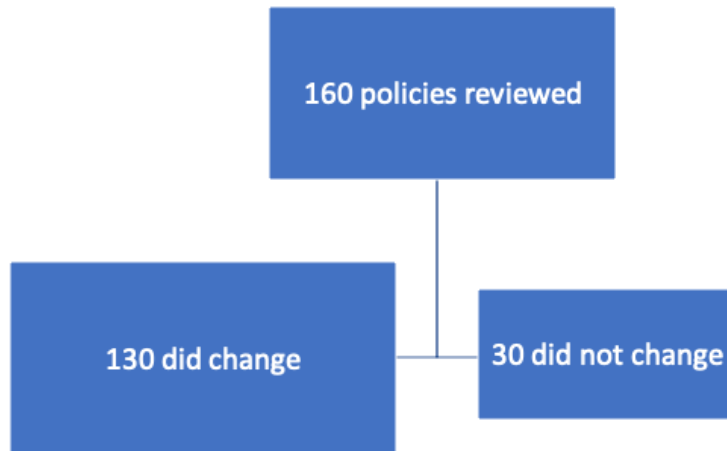 160 policies reviewed
130 did change
30 did not change